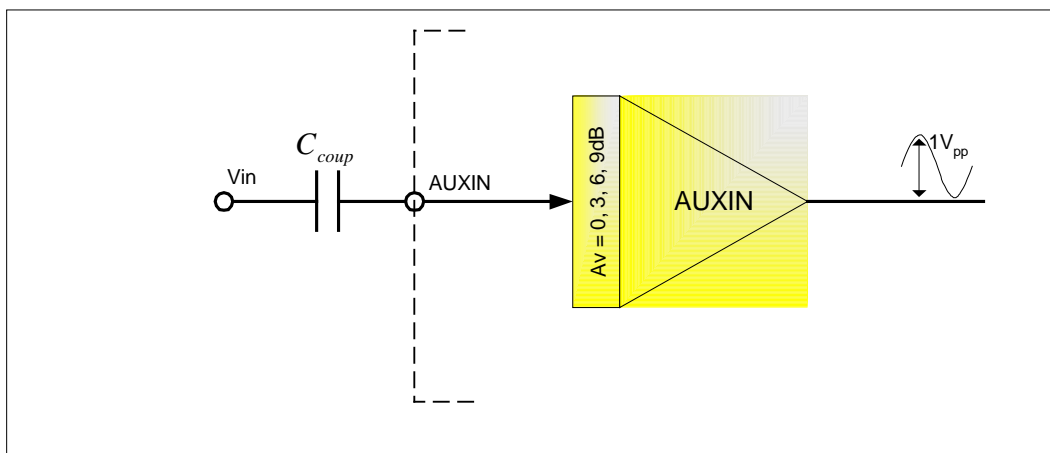 C_coup
Vin
AUXIN
Av = 0, 3, 6, 9dB
AUXIN
1V_pp